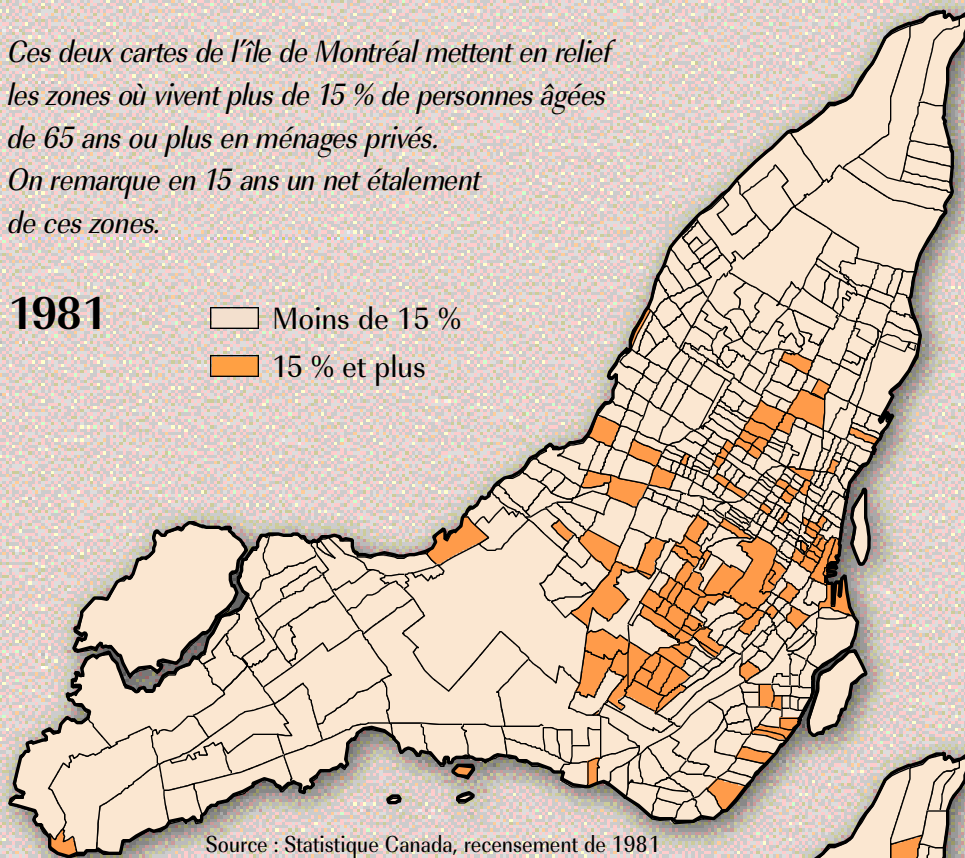 Ces deux cartes de l'île de Montréal mettent en relief
les zones où vivent plus de 15 % de personnes âgées
de 65 ans ou plus en ménages privés.
On remarque en 15 ans un net étalement
de ces zones.
1981
Moins de 15 %
15 % et plus
Source : Statistique Canada, recensement de 1981